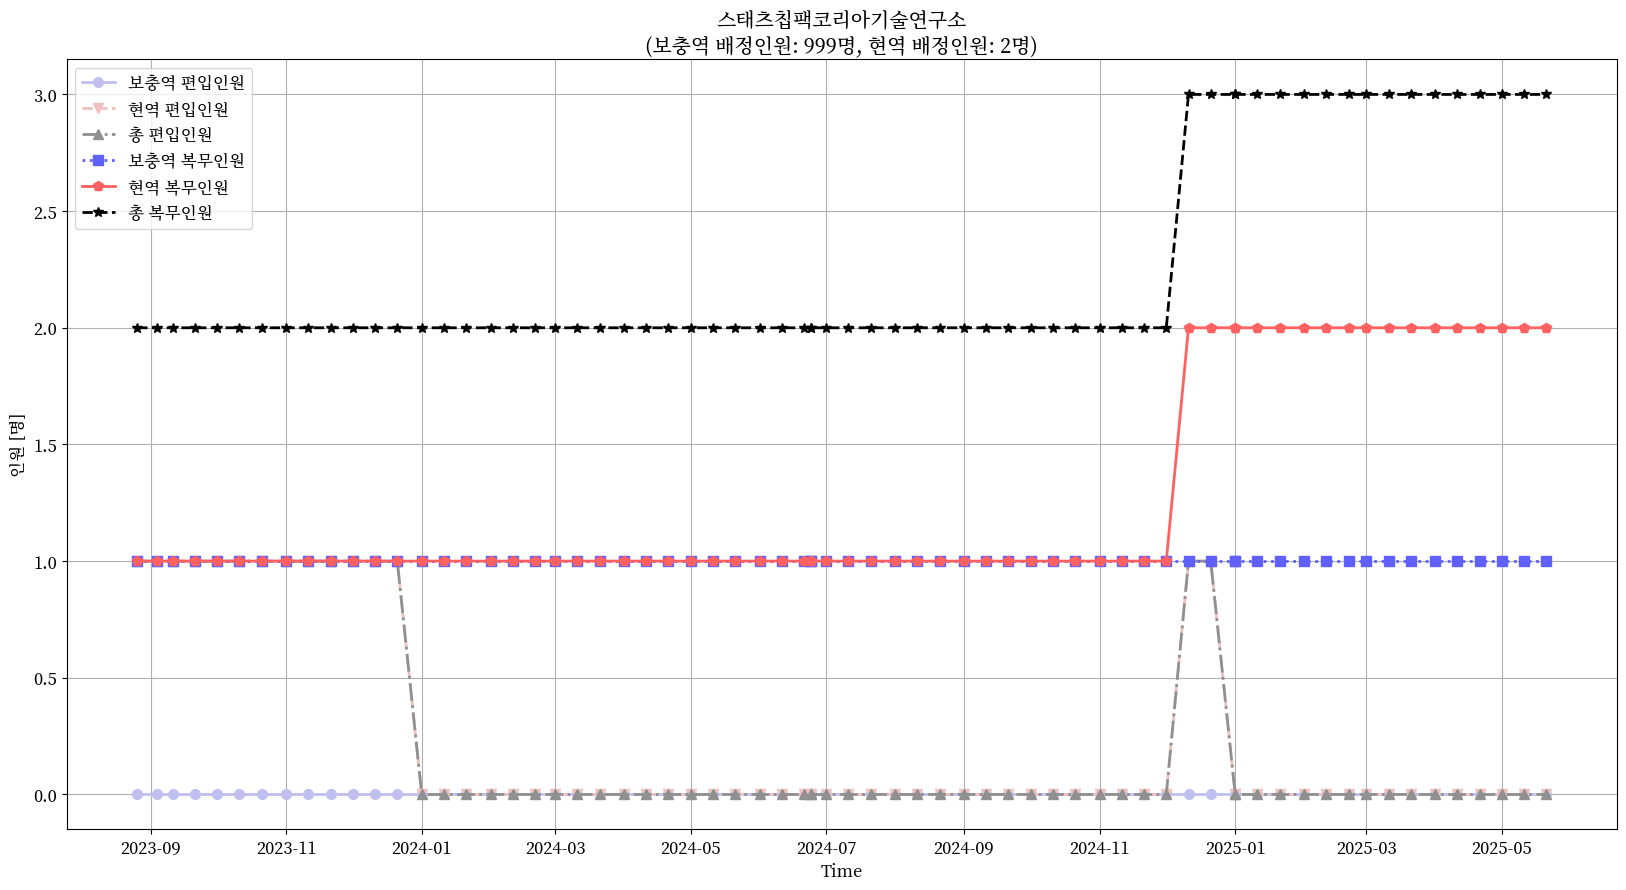 스태츠칩팩코리아기술연구소
(보충역 배정인원: 999명, 현역 배정인원: 2명)
보충역 편입인원
현역 편입인원
총 편입인원
보충역 복무인원
현역 복무인원
총 복무인원
3.0
2.5
2.0
1.5
1.0
0.5
0.0
인원 [명]
2023-09 2023-11 2024-01 2024-03 2024-05 2024-07 2024-09 2024-11 2025-01 2025-03 2025-05
Time